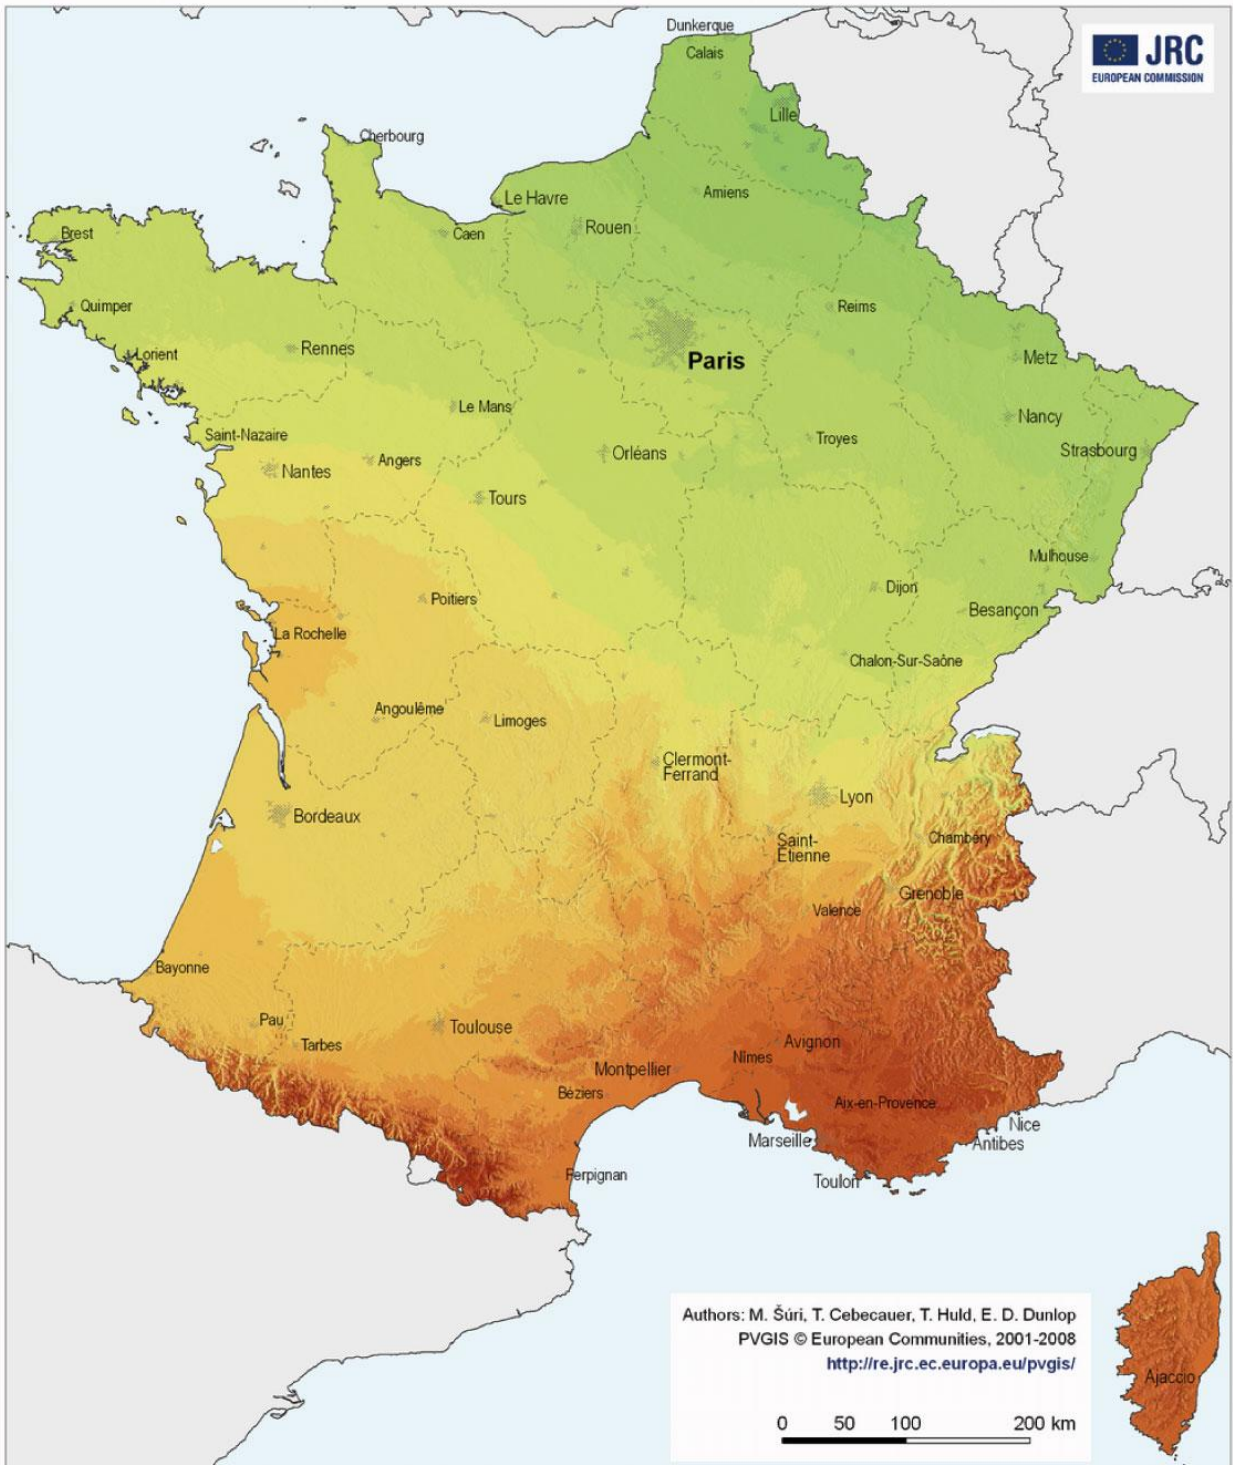 Dunkerque
Calais
JRC
EUROPEAN COMMISSION
Lille
Cherbourg
Amiens
Le Havre
Rouen
Caen
Brest
Quimper
Reims
Rennes
Lorient
Paris
Metz
Le Mans
Nancy
Saint-Nazaire
Troyes
Strasbourg
Orléans
Angers
Nantes
Tours
Mulhouse
Dijon
Poitiers
Besançon
La Rochelle
Chalon-Sur-Saône
Angoulême
Limoges
Clermont-
Ferrand
Lyon
Bordeaux
Chambéry
Saint-
Etienne
Grenoble
Valence
Bayonne
Pau
Toulouse
Tarbes
Avignon
Nîmes
Montpellier
Béziers
Aix-en-Provence
Nice
Marseille
Antibes
Perpignan
Toulon
Authors: M. Šúri, T. Cebecauer, T. Huld, E. D. Dunlop
PVGIS © European Communities, 2001-2008
http://re.jrc.ec.europa.eu/pvgis/
Ajaccio
0 50 100 200 km